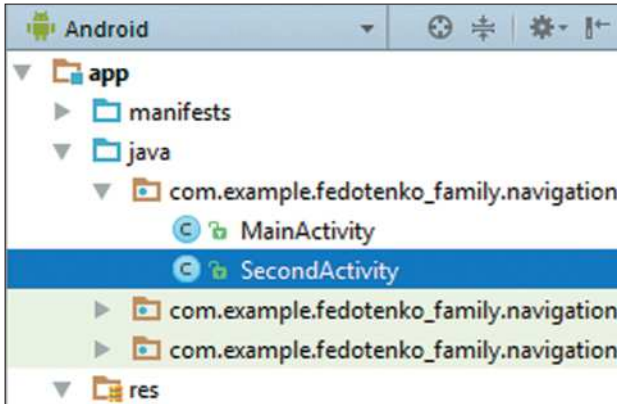 Android
app
manifests
java
com.example.fedotenko_family.navigation
MainActivity
SecondActivity
com.example.fedotenko_family.navigation
com.example.fedotenko_family.navigation
res